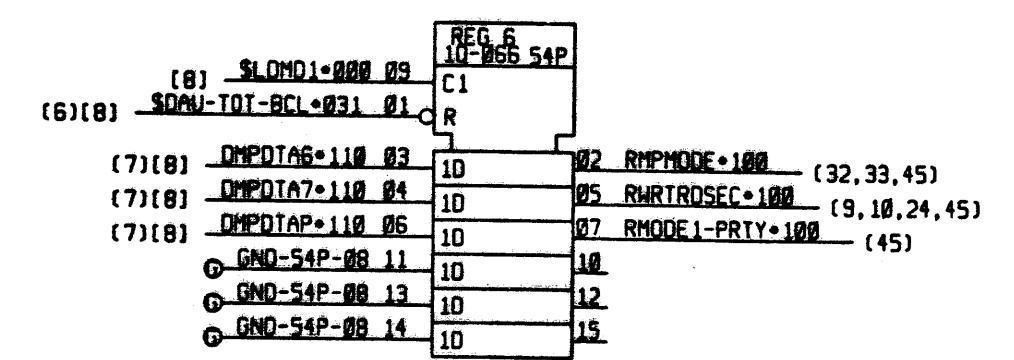 REG 6
1D-066 54P
[8] $LDMD1•000 09 C1
(6)[8] $DAU-TOT-BCL•031 01 R
(7)[8] DMPDTA6•110 03 1D 02 RMPMODE•100 (32,33,45)
(7)[8] DMPDTA7•110 04 1D 05 RWRTRDSEC•100 (9,10,24,45)
(7)[8] DMPDTAP•110 06 1D 07 RMODE1-PRTY•100 (45)
G GND-54P-08 11 1D 10
G GND-54P-08 13 1D 12
G GND-54P-08 14 1D 15